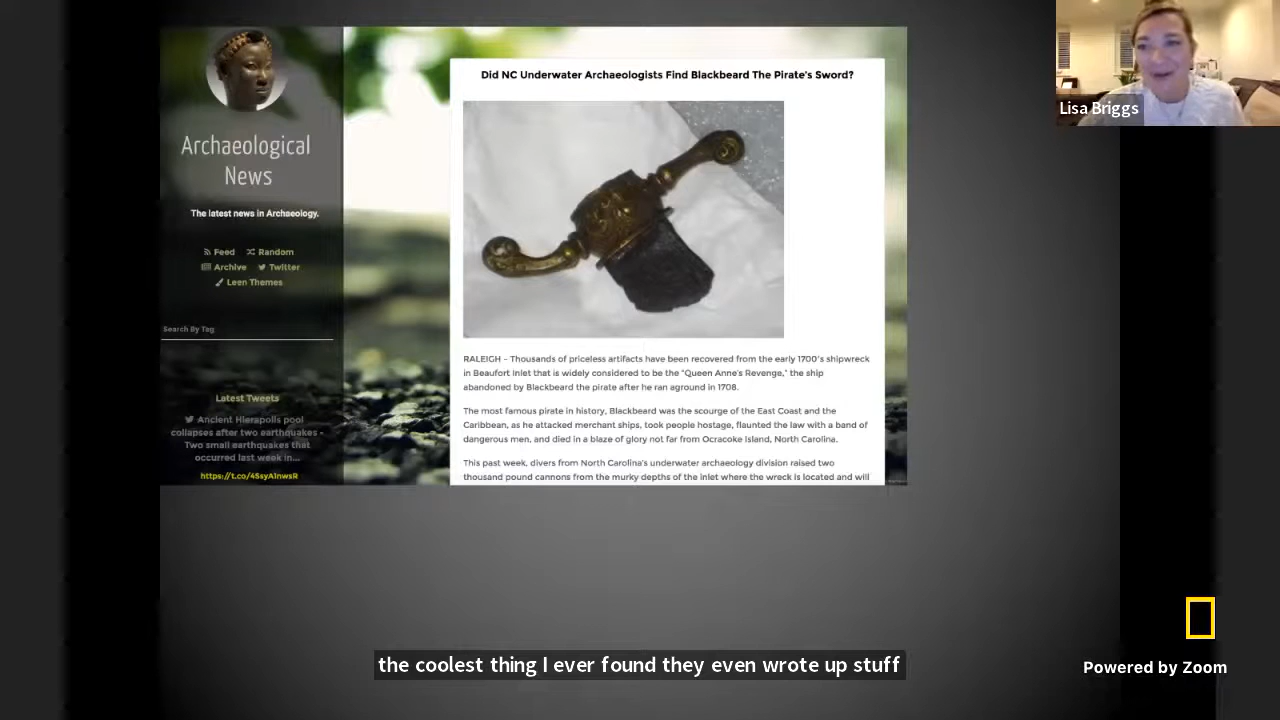 Did NC Underwater Archaeologists Find Blackbeard The Pirate's Sword?
Archaeological
News
The latest news in Archaeology.
Feed Random
Archive Twitter
Leen Themes
Search By Tag
Latest Tweets
Ancient Hierapolis pool
collapses after two earthquakes -
Two small earthquakes that
occurred last week in...
https://t.co/45syA1nwsR
RALEIGH - Thousands of priceless artifacts have been recovered from the early 1700's shipwreck
in Beaufort Inlet that is widely considered to be the "Queen Anne's Revenge," the ship
abandoned by Blackbeard the pirate after he ran aground in 1708.
The most famous pirate in history, Blackbeard was the scourge of the East Coast and the
Caribbean, as he attacked merchant ships, took people hostage, flaunted the law with a band of
dangerous men, and died in a blaze of glory not far from Ocracoke Island, North Carolina.
This past week, divers from North Carolina's underwater archaeology division raised two
thousand pound cannons from the murky depths of the inlet where the wreck is located and will
Lisa Briggs
the coolest thing I ever found they even wrote up stuff
Powered by Zoom